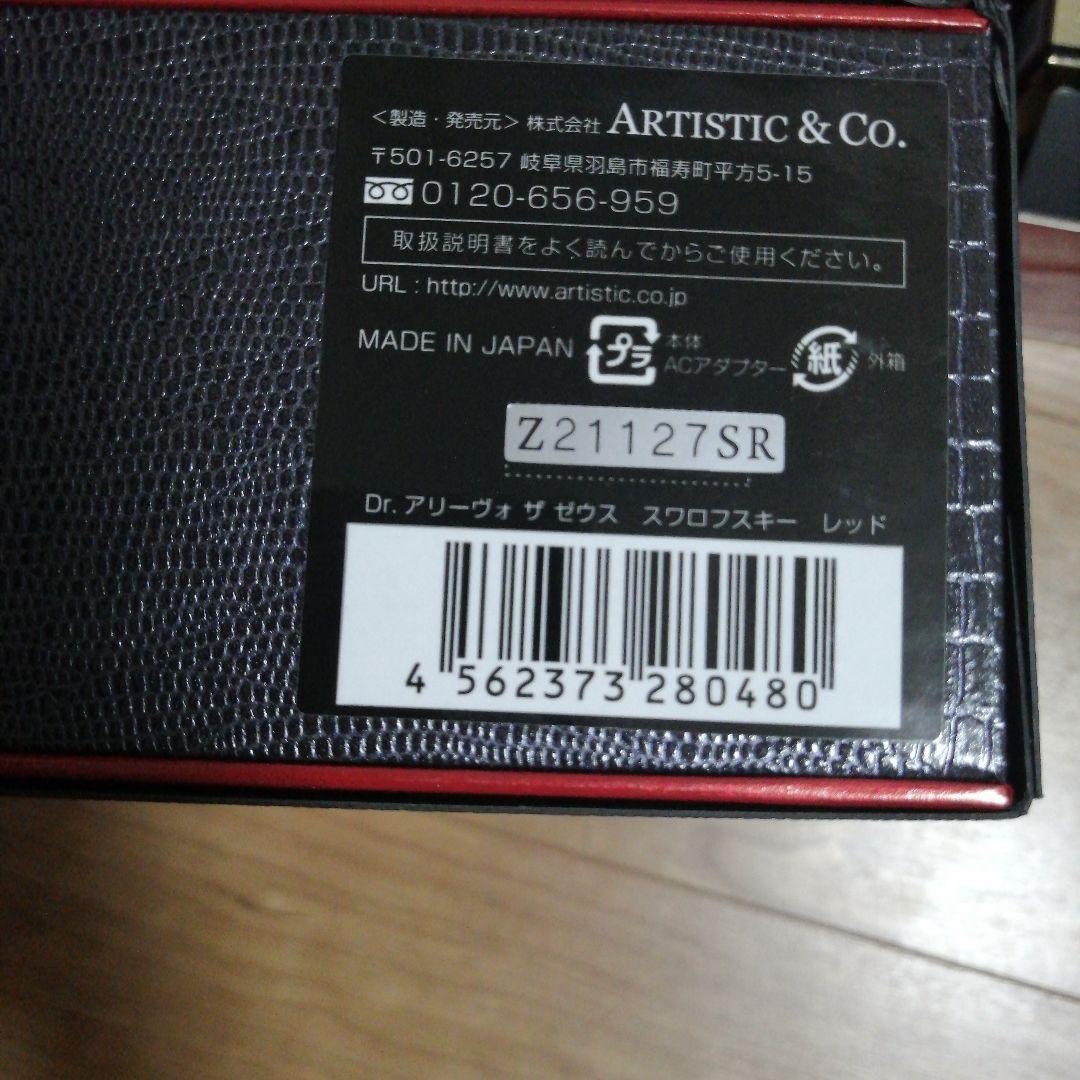 <製造・発売元> 株式会社 ARTISTIC & CO.
〒501-6257 岐阜県羽島市福寿町平方5-15
0120-656-959
取扱説明書をよく読んでからご使用ください。
URL : http://www.artistic.co.jp
MADE IN JAPAN プラ 本体 ACアダプター 紙 外箱
Z21127SR
Dr. アリーヴォ ザ ゼウス スワロフスキー レッド
4 562373 280480